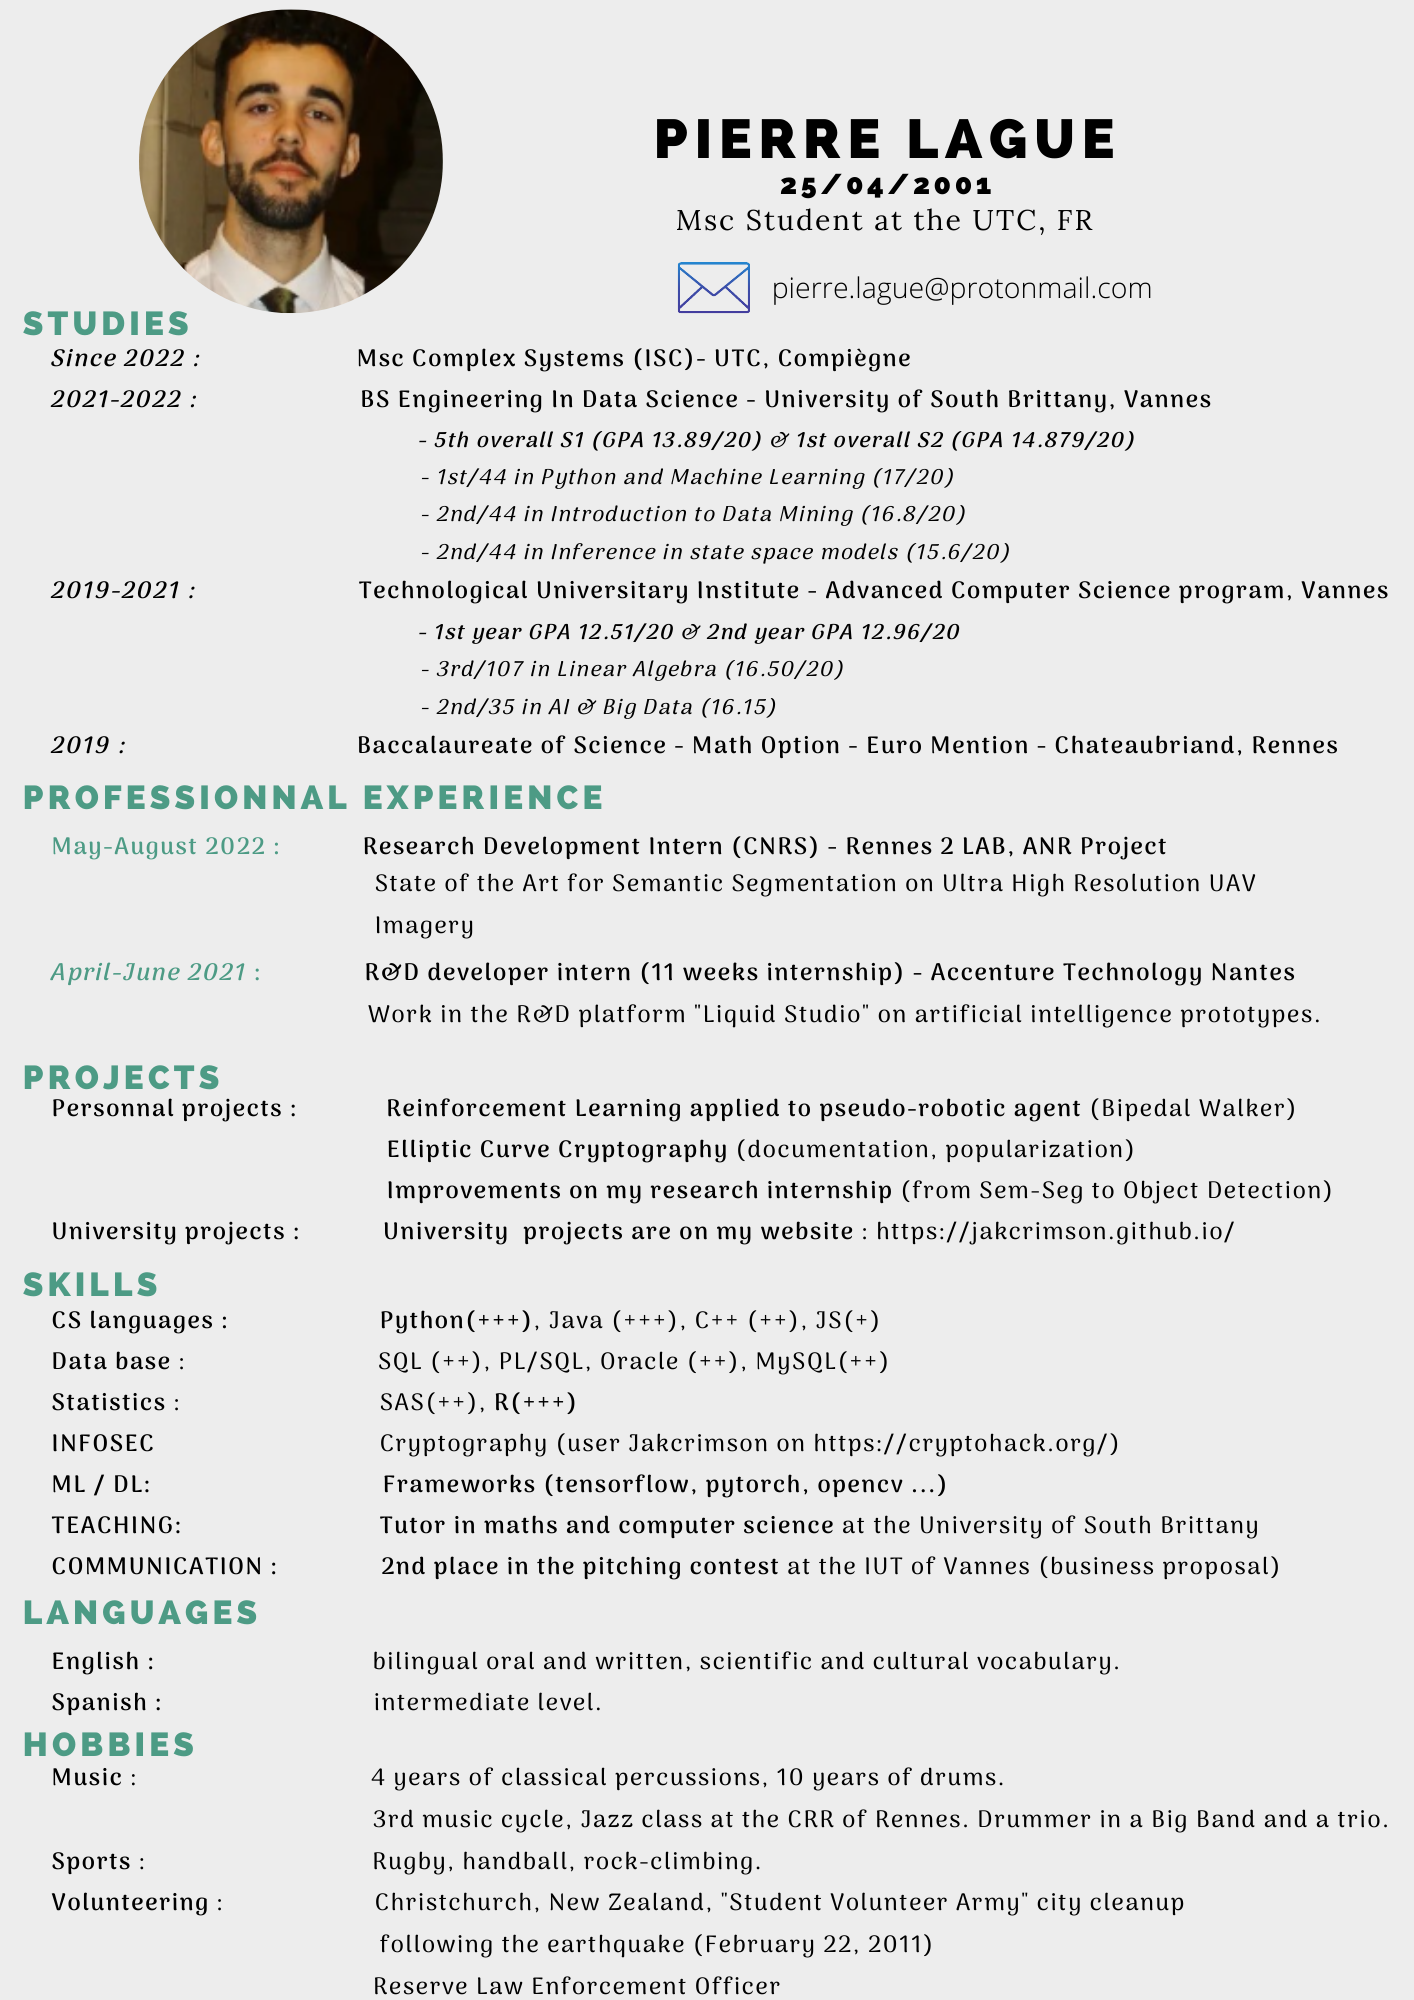 PIERRE LAGUE
25/04/2001
Msc Student at the UTC, FR
pierre.lague@protonmail.com
STUDIES
Since 2022 : Msc Complex Systems (ISC)- UTC, Compiègne
2021-2022 : BS Engineering In Data Science - University of South Brittany, Vannes
- 5th overall S1 (GPA 13.89/20) & 1st overall S2 (GPA 14.879/20)
- 1st/44 in Python and Machine Learning (17/20)
- 2nd/44 in Introduction to Data Mining (16.8/20)
- 2nd/44 in Inference in state space models (15.6/20)
2019-2021 : Technological Universitary Institute - Advanced Computer Science program, Vannes
- 1st year GPA 12.51/20 & 2nd year GPA 12.96/20
- 3rd/107 in Linear Algebra (16.50/20)
- 2nd/35 in AI & Big Data (16.15)
2019 : Baccalaureate of Science - Math Option - Euro Mention - Chateaubriand, Rennes
PROFESSIONNAL EXPERIENCE
May-August 2022 : Research Development Intern (CNRS) - Rennes 2 LAB, ANR Project
State of the Art for Semantic Segmentation on Ultra High Resolution UAV
Imagery
April-June 2021 : R&D developer intern (11 weeks internship) - Accenture Technology Nantes
Work in the R&D platform "Liquid Studio" on artificial intelligence prototypes.
PROJECTS
Personnal projects : Reinforcement Learning applied to pseudo-robotic agent (Bipedal Walker)
Elliptic Curve Cryptography (documentation, popularization)
Improvements on my research internship (from Sem-Seg to Object Detection)
University projects : University projects are on my website : https://jakcrimson.github.io/
SKILLS
CS languages : Python(+++), Java (+++), C++ (++), JS(+)
Data base : SQL (++), PL/SQL, Oracle (++), MySQL(++)
Statistics : SAS(++), R(+++)
INFOSEC Cryptography (user Jakcrimson on https://cryptohack.org/)
ML / DL: Frameworks (tensorflow, pytorch, opencv ...)
TEACHING: Tutor in maths and computer science at the University of South Brittany
COMMUNICATION : 2nd place in the pitching contest at the IUT of Vannes (business proposal)
LANGUAGES
English : bilingual oral and written, scientific and cultural vocabulary.
Spanish : intermediate level.
HOBBIES
Music : 4 years of classical percussions, 10 years of drums.
3rd music cycle, Jazz class at the CRR of Rennes. Drummer in a Big Band and a trio.
Sports : Rugby, handball, rock-climbing.
Volunteering : Christchurch, New Zealand, "Student Volunteer Army" city cleanup
following the earthquake (February 22, 2011)
Reserve Law Enforcement Officer